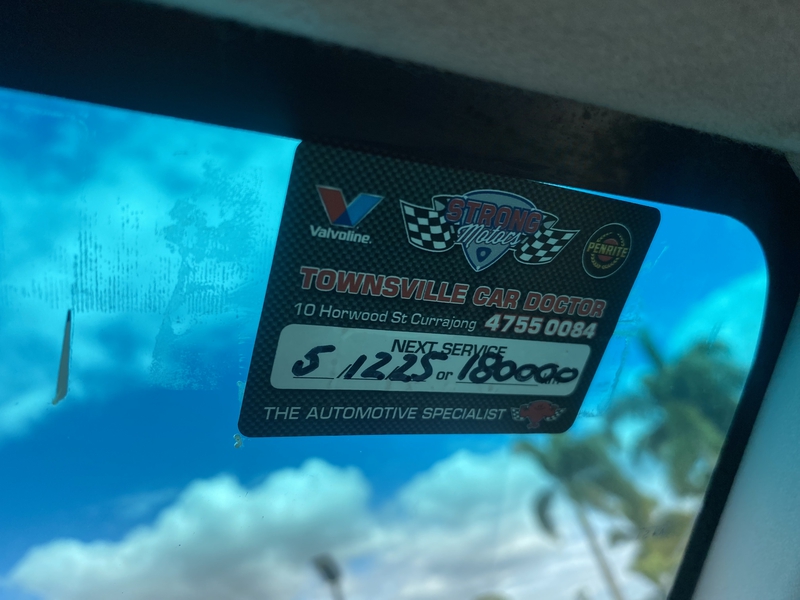 Valvoline
STRONG
Motors
PENRITE
TOWNSVILLE CAR DOCTOR
10 Horwood St Currajong 4755 0084
NEXT SERVICE
5 /12 25 or 180000
THE AUTOMOTIVE SPECIALIST